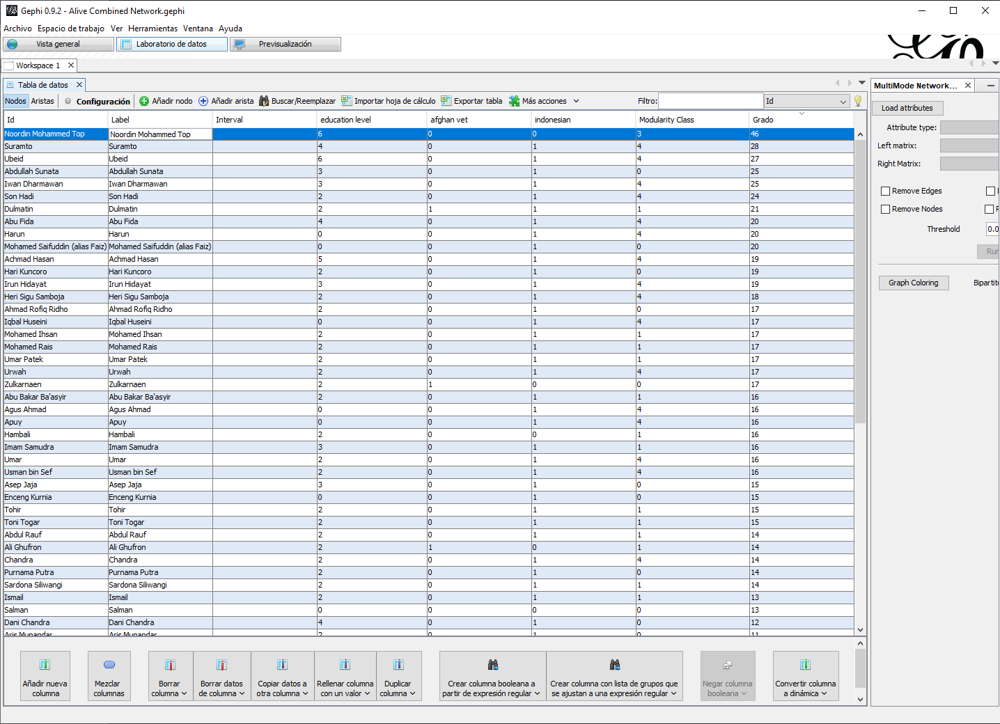 Gephi 0.9.2 - Alive Combined Network.gephi
Archivo Espacio de trabajo Ver Herramientas Ventana Ayuda
Vista general Laboratorio de datos Previsualización
Workspace 1
Tabla de datos
MultiMode Network...
Nodos Aristas Configuración Añadir nodo Añadir arista Buscar/Reemplazar Importar hoja de cálculo Exportar tabla Más acciones Filtro: Id
Id Label Interval education level afghan vet indonesian Modularity Class Grado
Noordin Mohammed Top Noordin Mohammed Top 6 0 0 3 46
Suramto Suramto 4 0 1 4 28
Ubeid Ubeid 6 0 1 4 27
Abdullah Sunata Abdullah Sunata 3 0 1 0 25
Iwan Dharmawan Iwan Dharmawan 3 0 1 4 25
Son Hadi Son Hadi 2 0 1 4 24
Dulmatin Dulmatin 2 1 1 1 21
Abu Fida Abu Fida 4 0 1 4 20
Harun Harun 0 0 1 4 20
Mohamed Saifuddin (alias Faiz) Mohamed Saifuddin (alias Faiz) 0 0 1 0 20
Achmad Hasan Achmad Hasan 5 0 1 4 19
Hari Kuncoro Hari Kuncoro 2 0 1 0 19
Irun Hidayat Irun Hidayat 3 0 1 4 19
Heri Sigu Samboja Heri Sigu Samboja 2 0 1 4 18
Ahmad Rofiq Ridho Ahmad Rofiq Ridho 2 0 1 0 17
Iqbal Huseini Iqbal Huseini 0 0 1 4 17
Mohamed Ihsan Mohamed Ihsan 2 0 1 1 17
Mohamed Rais Mohamed Rais 2 0 1 1 17
Umar Patek Umar Patek 2 0 1 1 17
Urwah Urwah 2 0 1 4 17
Zulkarnaen Zulkarnaen 2 1 0 0 17
Abu Bakar Ba'asyir Abu Bakar Ba'asyir 2 0 1 1 16
Agus Ahmad Agus Ahmad 0 0 1 4 16
Apuy Apuy 0 0 1 4 16
Hambali Hambali 2 0 0 1 16
Imam Samudra Imam Samudra 3 0 1 1 16
Umar Umar 2 0 1 4 16
Usman bin Sef Usman bin Sef 2 0 1 4 16
Asep Jaja Asep Jaja 3 0 1 0 15
Enceng Kurnia Enceng Kurnia 0 0 1 0 15
Tohir Tohir 2 0 1 1 15
Toni Togar Toni Togar 2 0 1 1 15
Abdul Rauf Abdul Rauf 2 0 1 1 14
Ali Ghufron Ali Ghufron 2 1 0 1 14
Chandra Chandra 2 0 1 4 14
Purnama Putra Purnama Putra 2 0 1 0 14
Sardona Siliwangi Sardona Siliwangi 2 0 1 1 14
Ismail Ismail 2 0 1 1 13
Salman Salman 0 0 0 0 13
Dani Chandra Dani Chandra 4 0 1 0 12
Aris Munandar Aris Munandar 2 0 1 0 11
Load attributes
Attribute type:
Left matrix:
Right Matrix:
Remove Edges
Remove Nodes
Threshold 0.0
Run
Graph Coloring Bipartite
Añadir nueva columna
Mezclar columnas
Borrar columna
Borrar datos de columna
Copiar datos a otra columna
Rellenar columna con un valor
Duplicar columna
Crear columna booleana a partir de expresión regular
Crear columna con lista de grupos que se ajustan a una expresión regular
Negar columna booleana
Convertir columna a dinámica